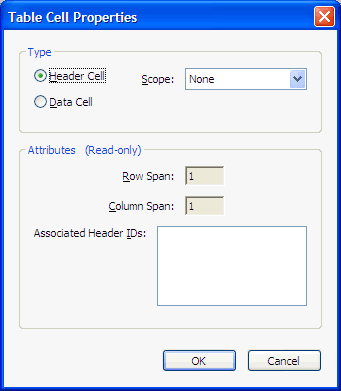 Table Cell Properties
Type
Header Cell Scope: None
Data Cell
Attributes (Read-only)
Row Span: 1
Column Span: 1
Associated Header IDs:
OK Cancel